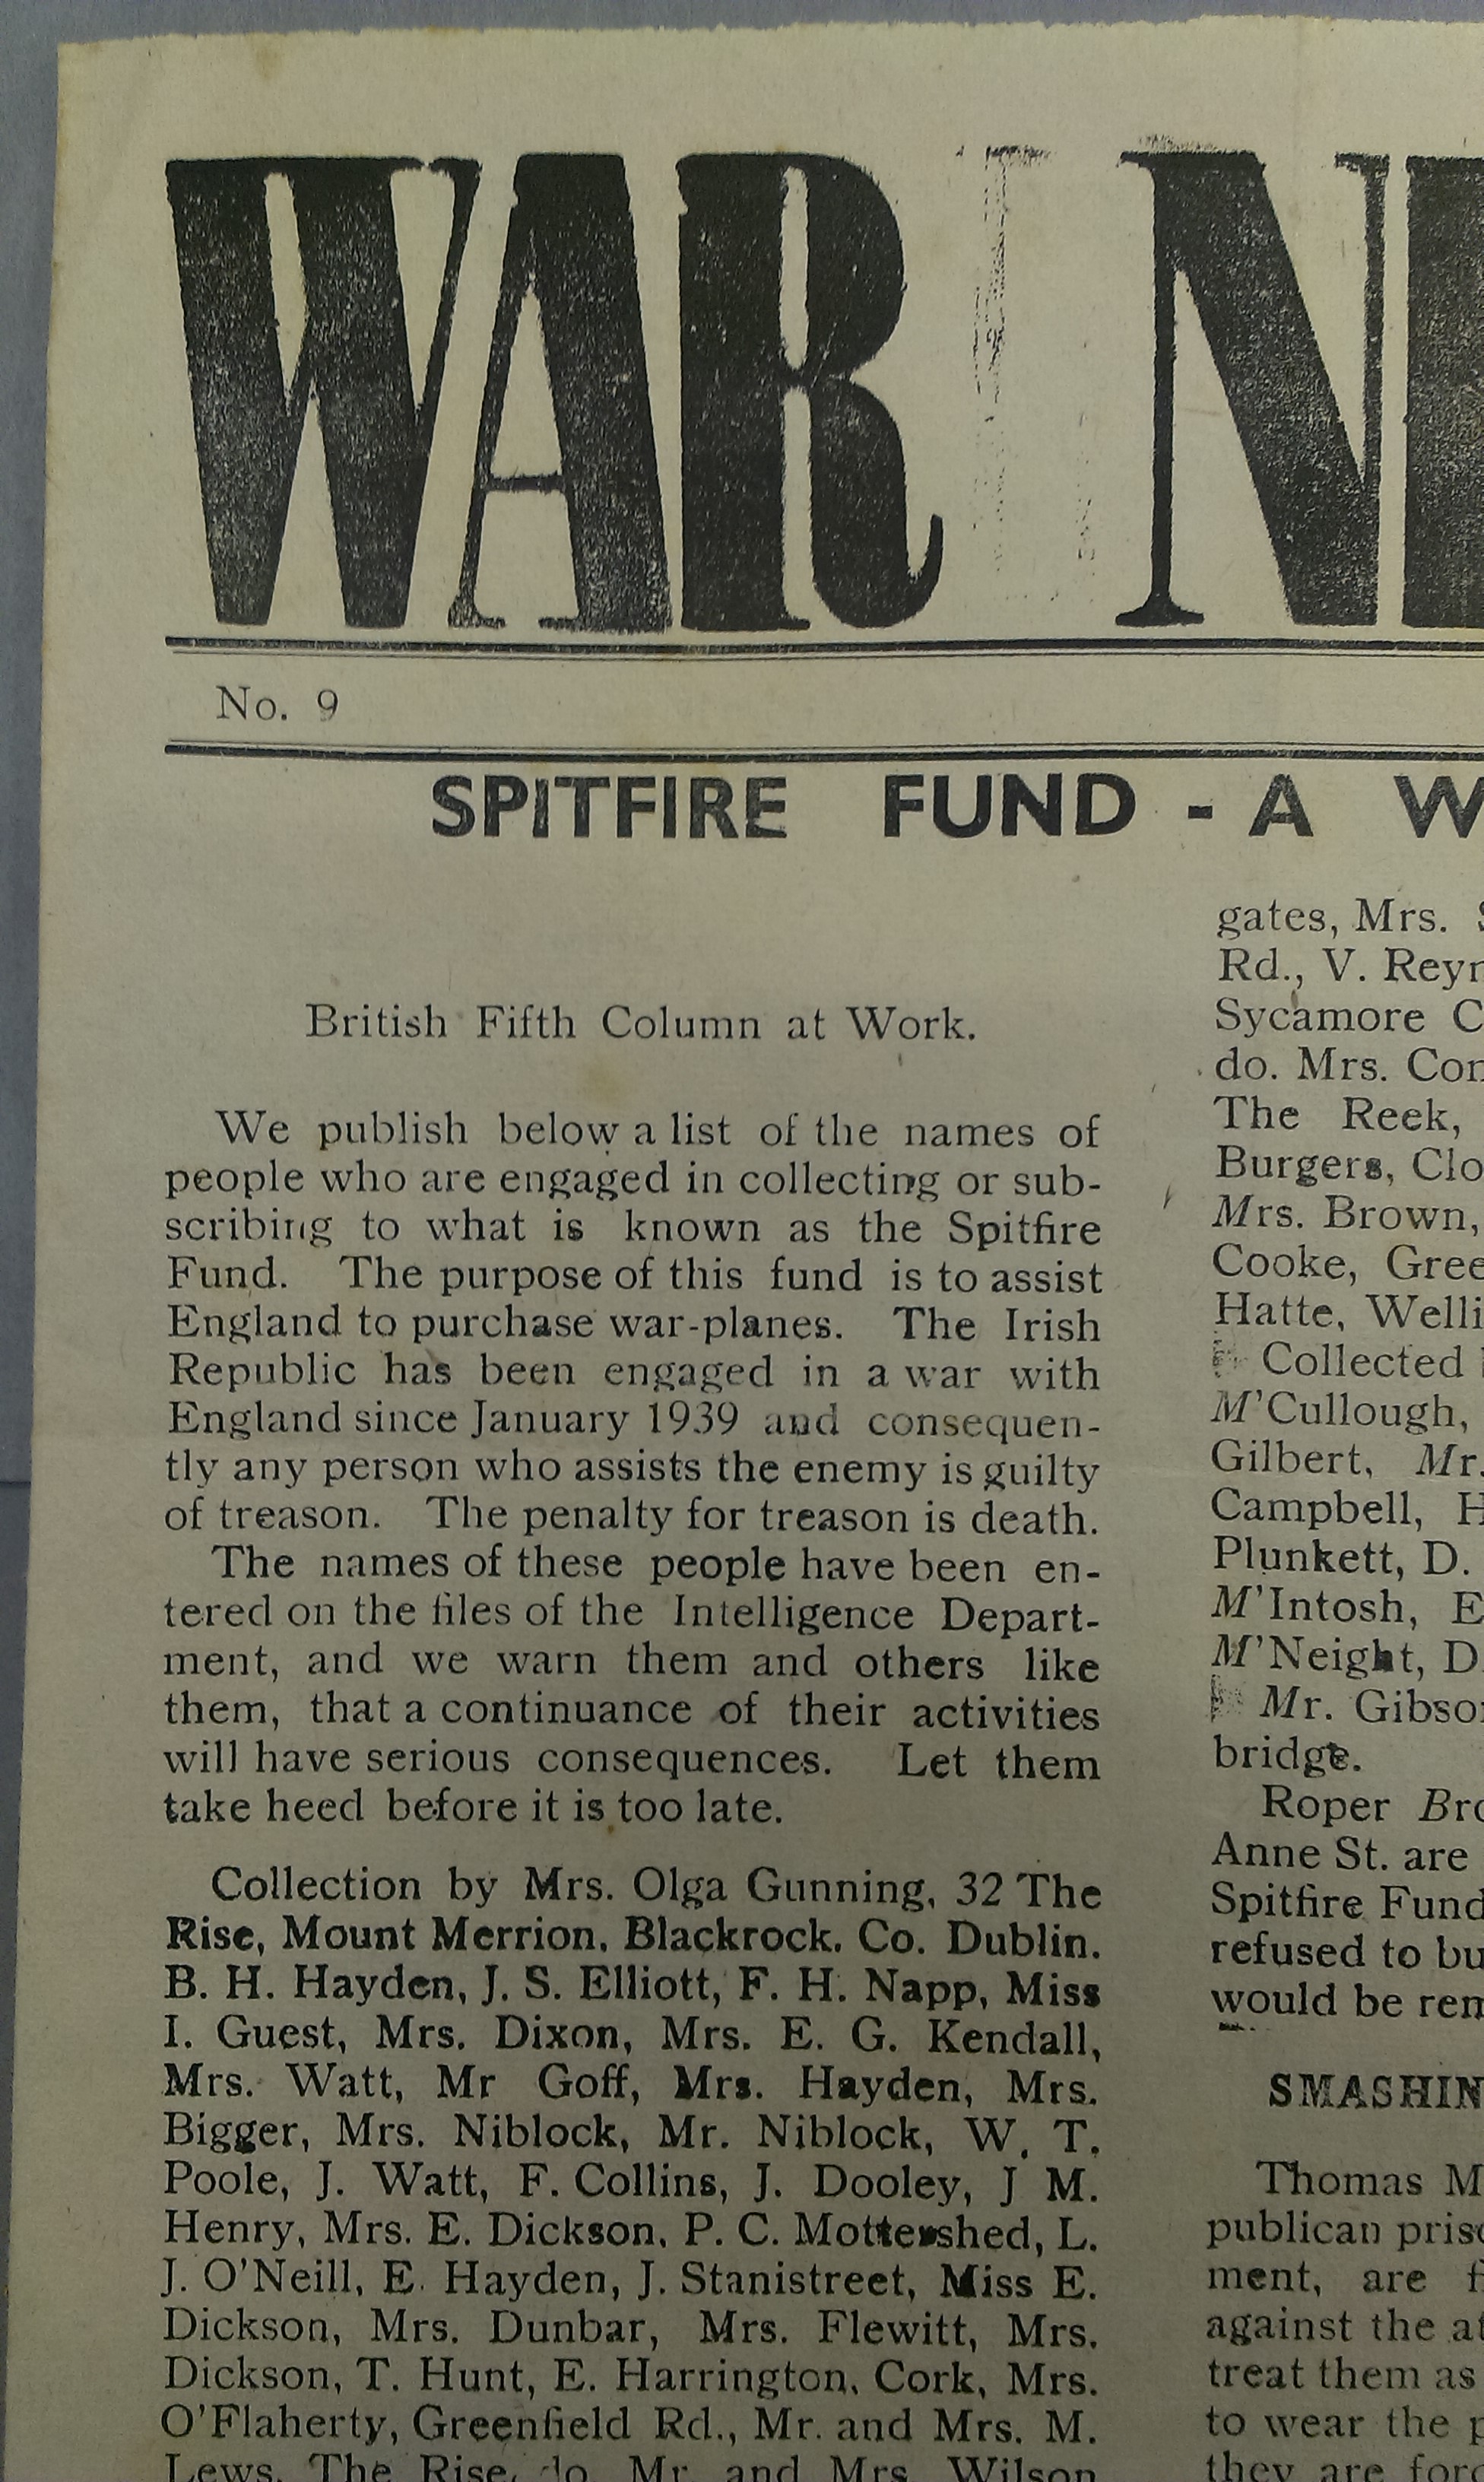 WAR
No. 9
SPITFIRE FUND - A
British Fifth Column at Work.
We publish below a list of the names of
people who are engaged in collecting or sub-
scribing to what is known as the Spitfire
Fund. The purpose of this fund is to assist
England to purchase war-planes. The Irish
Republic has been engaged in a war with
England since January 1939 and consequen-
tly any person who assists the enemy is guilty
of treason. The penalty for treason is death.
The names of these people have been en-
tered on the files of the Intelligence Depart-
ment, and we warn them and others like
them, that a continuance of their activities
will have serious consequences. Let them
take heed before it is too late.
Collection by Mrs. Olga Gunning, 32 The
Rise, Mount Merrion, Blackrock, Co. Dublin.
B. H. Hayden, J. S. Elliott, F. H. Napp, Miss
I. Guest, Mrs. Dixon, Mrs. E. G. Kendall,
Mrs. Watt, Mr Goff, Mrs. Hayden, Mrs.
Bigger, Mrs. Niblock, Mr. Niblock, W. T.
Poole, J. Watt, F. Collins, J. Dooley, J M.
Henry, Mrs. E. Dickson, P. C. Mottershed, L.
J. O'Neill, E. Hayden, J. Stanistreet, Miss E.
Dickson, Mrs. Dunbar, Mrs. Flewitt, Mrs.
Dickson, T. Hunt, E. Harrington, Cork, Mrs.
O'Flaherty, Greenfield Rd., Mr. and Mrs. M.
Lews, The Rise, do. Mr. and Mrs. Wilson
gates, Mrs.
Rd., V.
Sycamore
do. Mrs.
The Reek,
Burgers,
Mrs. Brown,
Cooke,
Hatte,
Collected
M'Cullough,
Gilbert, Mr.
Campbell,
Plunkett, D.
M'Intosh,
M'Neight, D.
Mr.
bridge.
Roper
Anne St. are
Spitfire Fund
refused to
would be
Thomas
publican
ment, are
against the
treat them as
to wear the
they are